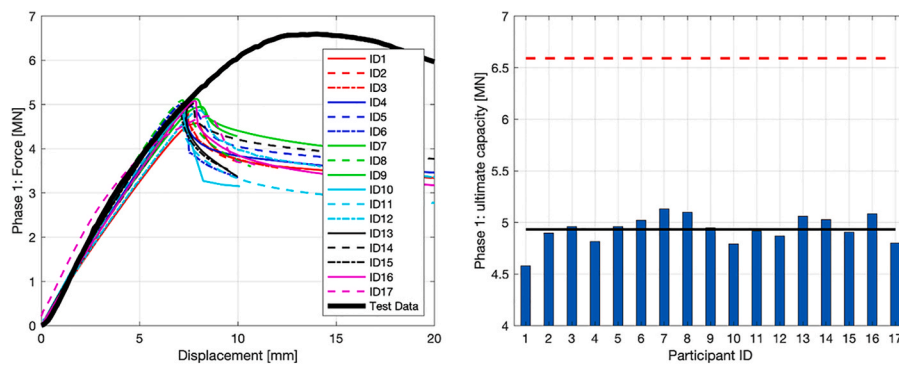 7
6
5
4
3
2
1
0
Phase 1: Force [MN]
0
5
10
15
20
Displacement [mm]
ID1
ID2
ID3
ID4
ID5
ID6
ID7
ID8
ID9
ID10
ID11
ID12
ID13
ID14
ID15
ID16
ID17
Test Data
7
6.5
6
5.5
5
4.5
4
Phase 1: ultimate capacity [MN]
1 2 3 4 5 6 7 8 9 10 11 12 13 14 15 16 17
Participant ID